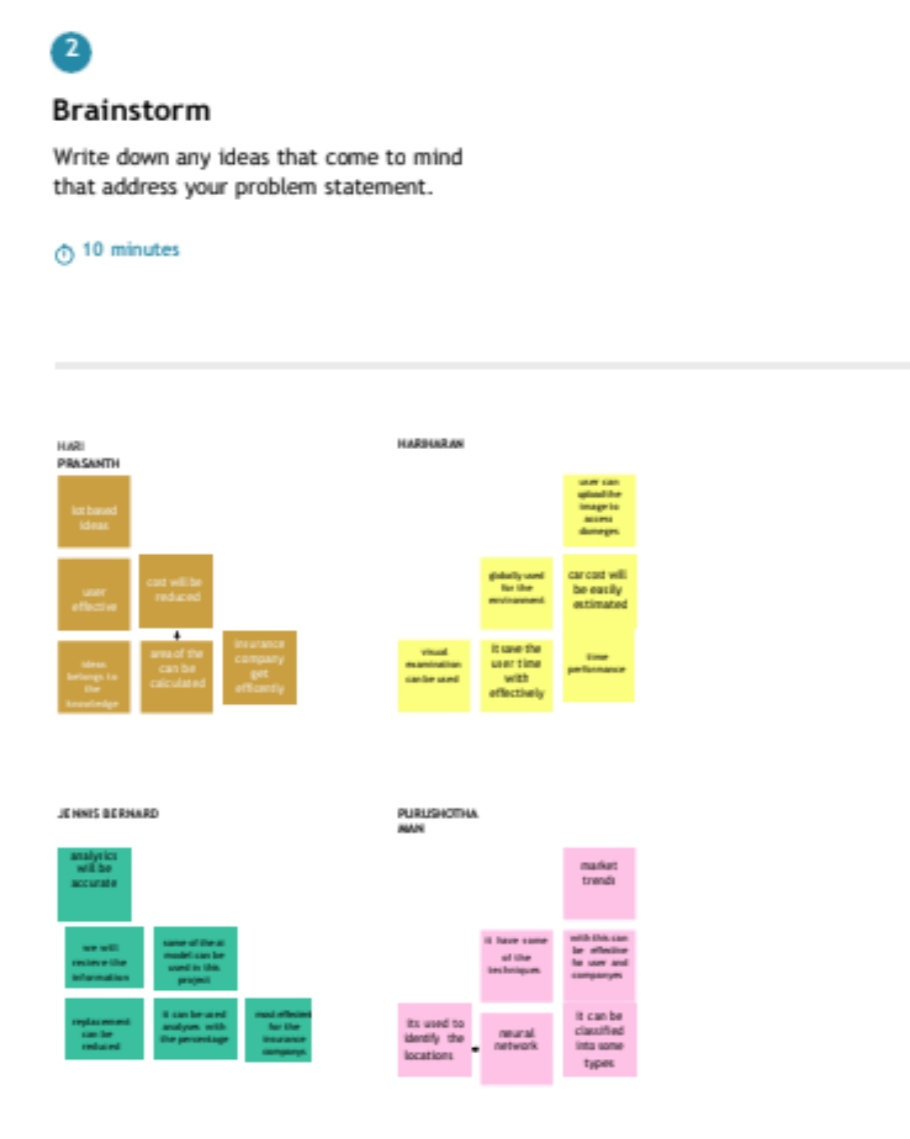 2
Brainstorm
Write down any ideas that come to mind
that address your problem statement.
10 minutes
HARI
PRASANTH
Iot based
ideas
user
effective
cost will be
reduced
ideas
belongs to
the
knowledge
area of the
can be
calculated
insurance
company
get
HARIHARAN
user can
upload the
image to
access
globally used
for the
environment
car cost will
be easily
estimated
visual
examination
can be used
it save the
user time
with
effectively
time
performance
JENNIS BERNARD
analytics
will be
accurate
we will
the
information
some of the ai
model can be
used in this
project
replacement
can be
reduced
it can be used
analyses with
the percentage
most
for the
insurance
PURUSHOTHA
MAN
market
trends
it have some
of the
techniques
with this can
be effective
for user and
companyes
its used to
identify the
locations
neural
network
it can be
classified
into some
types